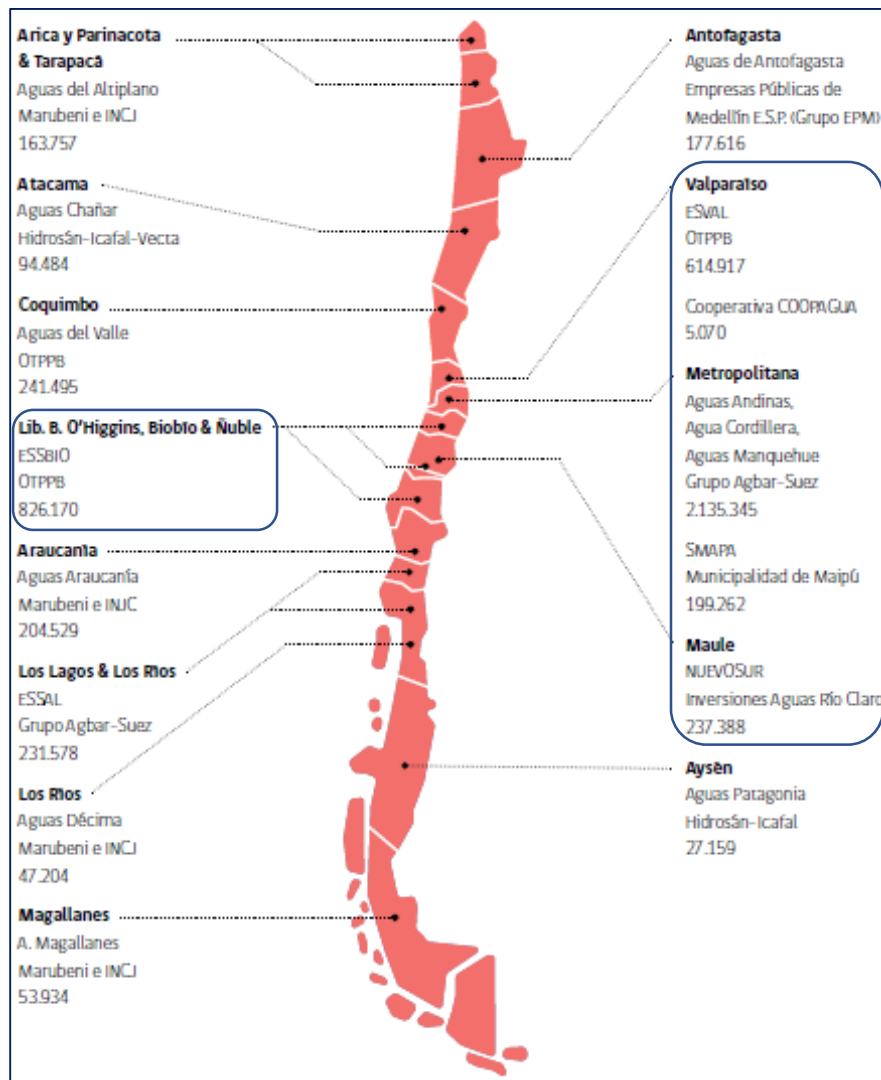 Arica y Parinacota
& Tarapacá
Aguas del Altiplano
Marubeni e INCJ
163.757
Atacama
Aguas Chañar
Hidrosán-Icafal-Vecta
94.484
Coquimbo
Aguas del Valle
OTPPB
241.495
Lib. B. O'Higgins, Biobío & Ñuble
ESSBIO
OTPPB
826.170
Araucanía
Aguas Araucanía
Marubeni e INJC
204.529
Los Lagos & Los Ríos
ESSAL
Grupo Agbar-Suez
231.578
Los Ríos
Aguas Décima
Marubeni e INCJ
47.204
Magallanes
A. Magallanes
Marubeni e INCJ
53.934
Antofagasta
Aguas de Antofagasta
Empresas Públicas de
Medellín E.S.P. (Grupo EPM)
177.616
Valparaíso
ESVAL
OTPPB
614.917
Cooperativa COOPAGUA
5.070
Metropolitana
Aguas Andinas,
Agua Cordillera,
Aguas Manquehue
Grupo Agbar-Suez
2.135.345
SMAPA
Municipalidad de Maipú
199.262
Maule
NUEVOSUR
Inversiones Aguas Río Claro
237.388
Aysén
Aguas Patagonia
Hidrosán-Icafal
27.159